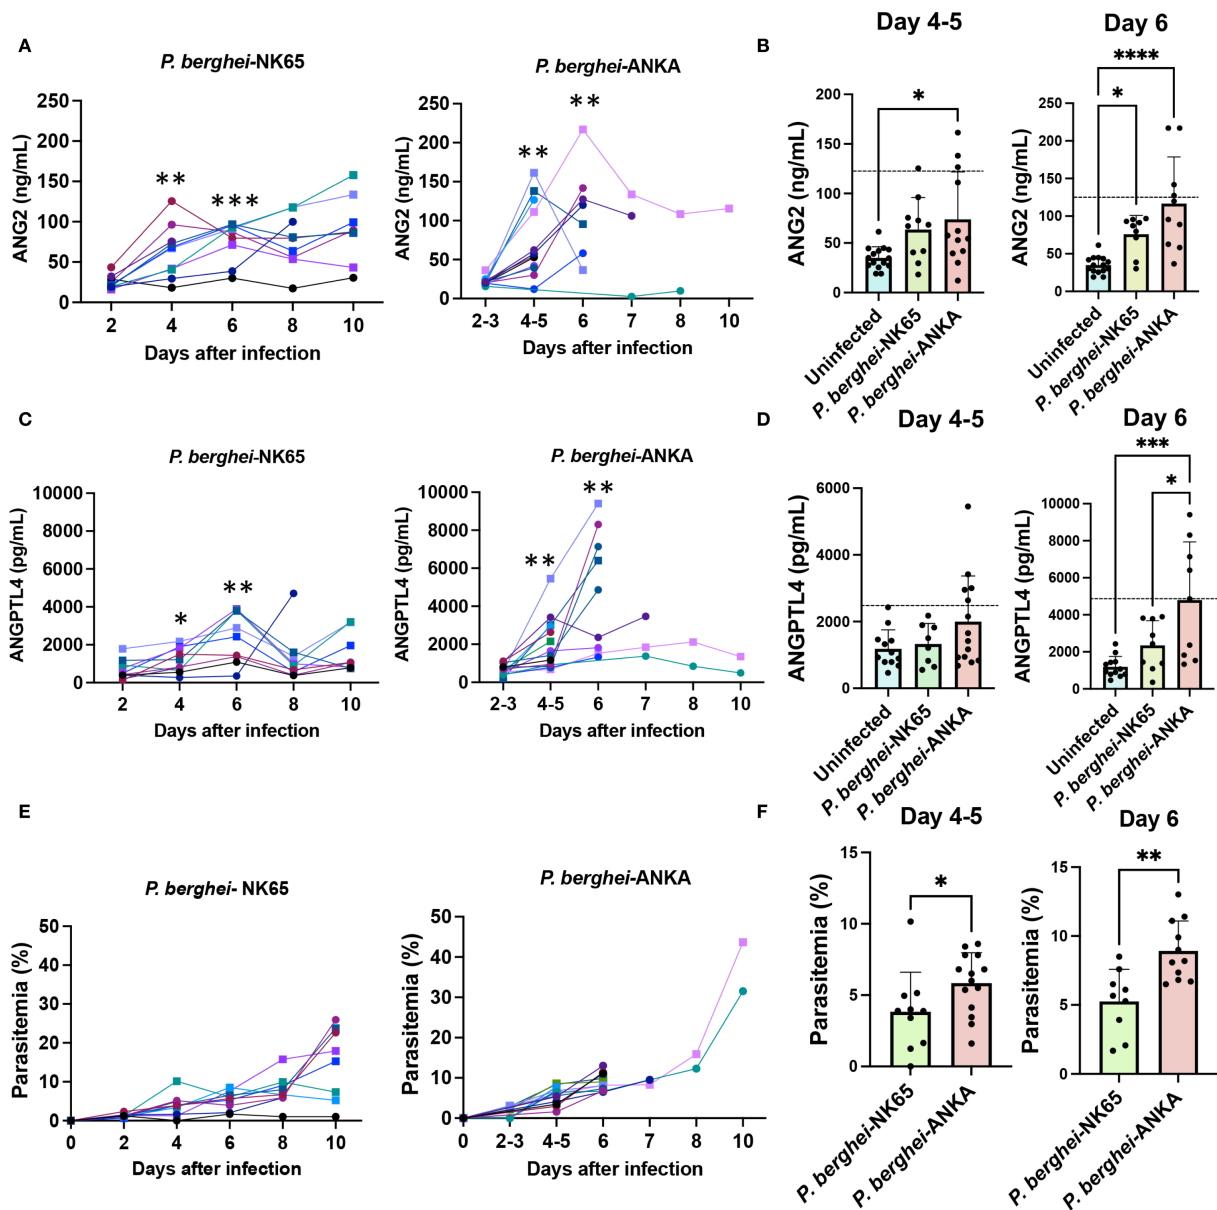 A
P. berghei-NK65
ANG2 (ng/mL)
250
200
150
100
50
0
2 4 6 8 10
Days after infection
** ***
P. berghei-ANKA
ANG2 (ng/mL)
250
200
150
100
50
0
2-3 4-5 6 7 8 10
Days after infection
** **
B
Day 4-5
ANG2 (ng/mL)
200
150
100
50
0
*
Uninfected
P. berghei-NK65
P. berghei-ANKA
Day 6
ANG2 (ng/mL)
250
200
150
100
50
0
****
*
Uninfected
P. berghei-NK65
P. berghei-ANKA
C
P. berghei-NK65
ANGPTL4 (pg/mL)
10000
8000
6000
4000
2000
0
2 4 6 8 10
Days after infection
* **
P. berghei-ANKA
ANGPTL4 (pg/mL)
10000
8000
6000
4000
2000
0
2-3 4-5 6 7 8 10
Days after infection
** **
D
Day 4-5
ANGPTL4 (pg/mL)
6000
4000
2000
0
Uninfected
P. berghei-NK65
P. berghei-ANKA
Day 6
ANGPTL4 (pg/mL)
10000
8000
6000
4000
2000
0
***
*
Uninfected
P. berghei-NK65
P. berghei-ANKA
E
P. berghei- NK65
Parasitemia (%)
50
40
30
20
10
0
0 2 4 6 8 10
Days after infection
P. berghei-ANKA
Parasitemia (%)
50
40
30
20
10
0
0 2-3 4-5 6 7 8 10
Days after infection
F
Day 4-5
Parasitemia (%)
15
10
5
0
*
P. berghei-NK65
P. berghei-ANKA
Day 6
Parasitemia (%)
15
10
5
0
**
P. berghei-NK65
P. berghei-ANKA